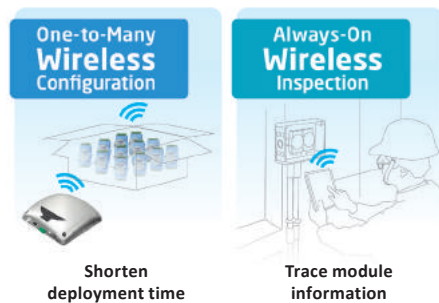 One-to-Many
Wireless
Configuration
Always-On
Wireless
Inspection
Shorten
deployment time
Trace module
information